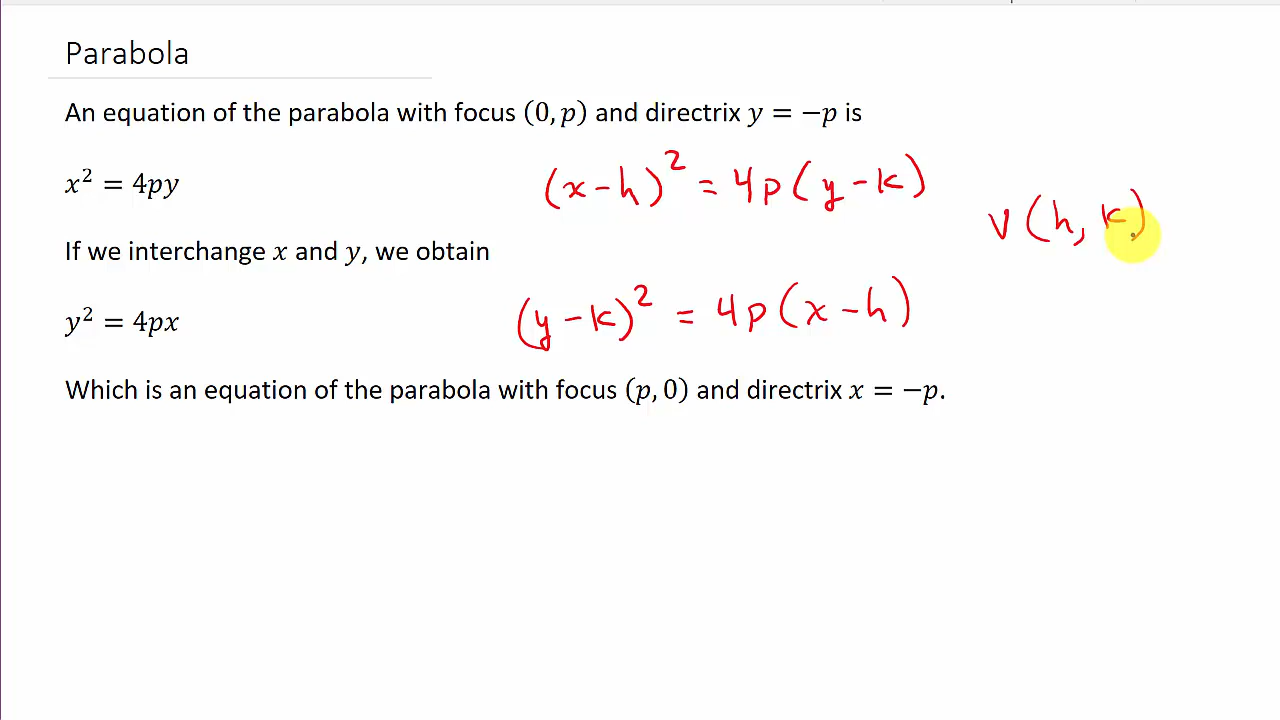 Parabola
An equation of the parabola with focus (0, p) and directrix y = −p is
x² = 4py
(x − h)² = 4p(y − k)
V(h, k)
If we interchange x and y, we obtain
y² = 4px
(y − k)² = 4p(x − h)
Which is an equation of the parabola with focus (p, 0) and directrix x = −p.